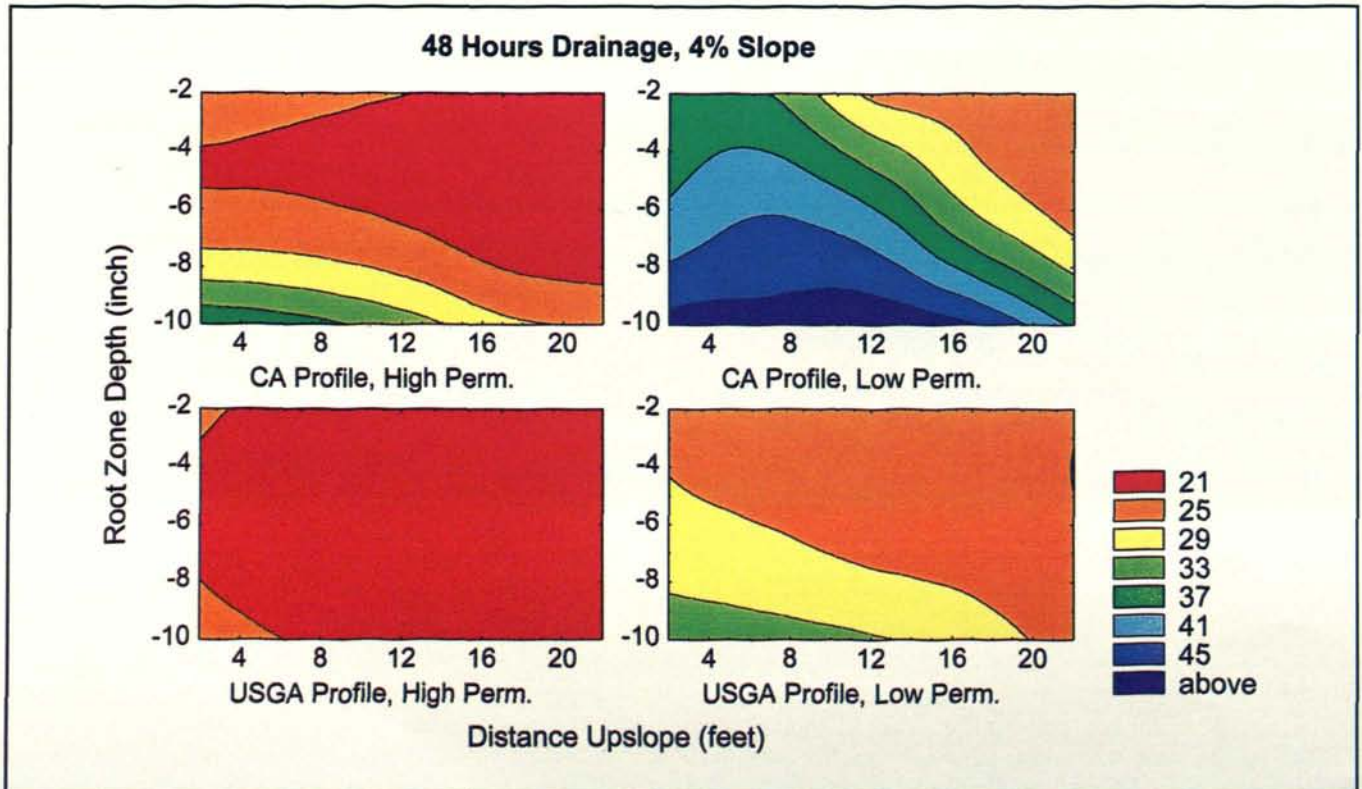 48 Hours Drainage, 4% Slope
Root Zone Depth (inch)
-2
-4
-6
-8
-10
4 8 12 16 20
CA Profile, High Perm.
-2
-4
-6
-8
-10
4 8 12 16 20
CA Profile, Low Perm.
-2
-4
-6
-8
-10
4 8 12 16 20
USGA Profile, High Perm.
-2
-4
-6
-8
-10
4 8 12 16 20
USGA Profile, Low Perm.
Distance Upslope (feet)
21
25
29
33
37
41
45
above